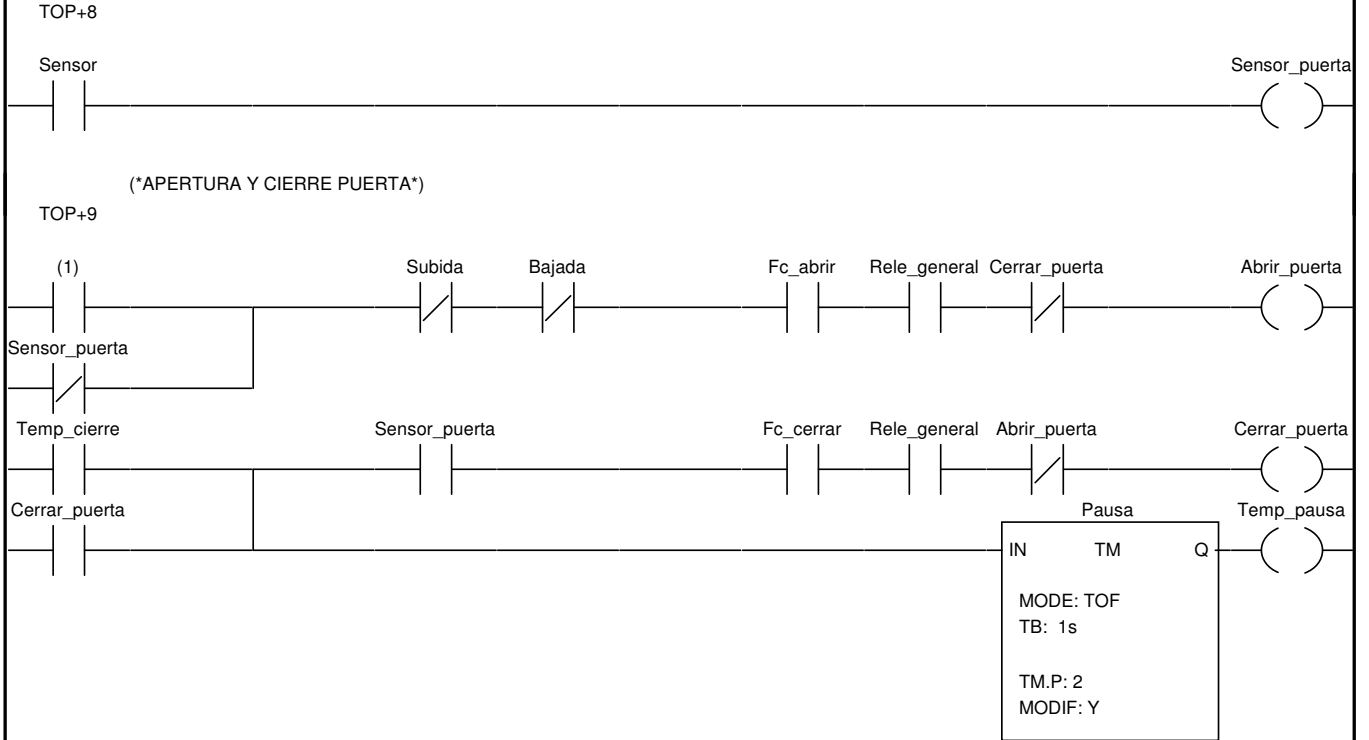 TOP+8
Sensor Sensor_puerta
(*APERTURA Y CIERRE PUERTA*)
TOP+9
(1) Subida Bajada Fc_abrir Rele_general Cerrar_puerta Abrir_puerta
Sensor_puerta
Temp_cierre Sensor_puerta Fc_cerrar Rele_general Abrir_puerta Cerrar_puerta
Cerrar_puerta Pausa Temp_pausa
IN TM Q
MODE: TOF
TB: 1s
TM.P: 2
MODIF: Y